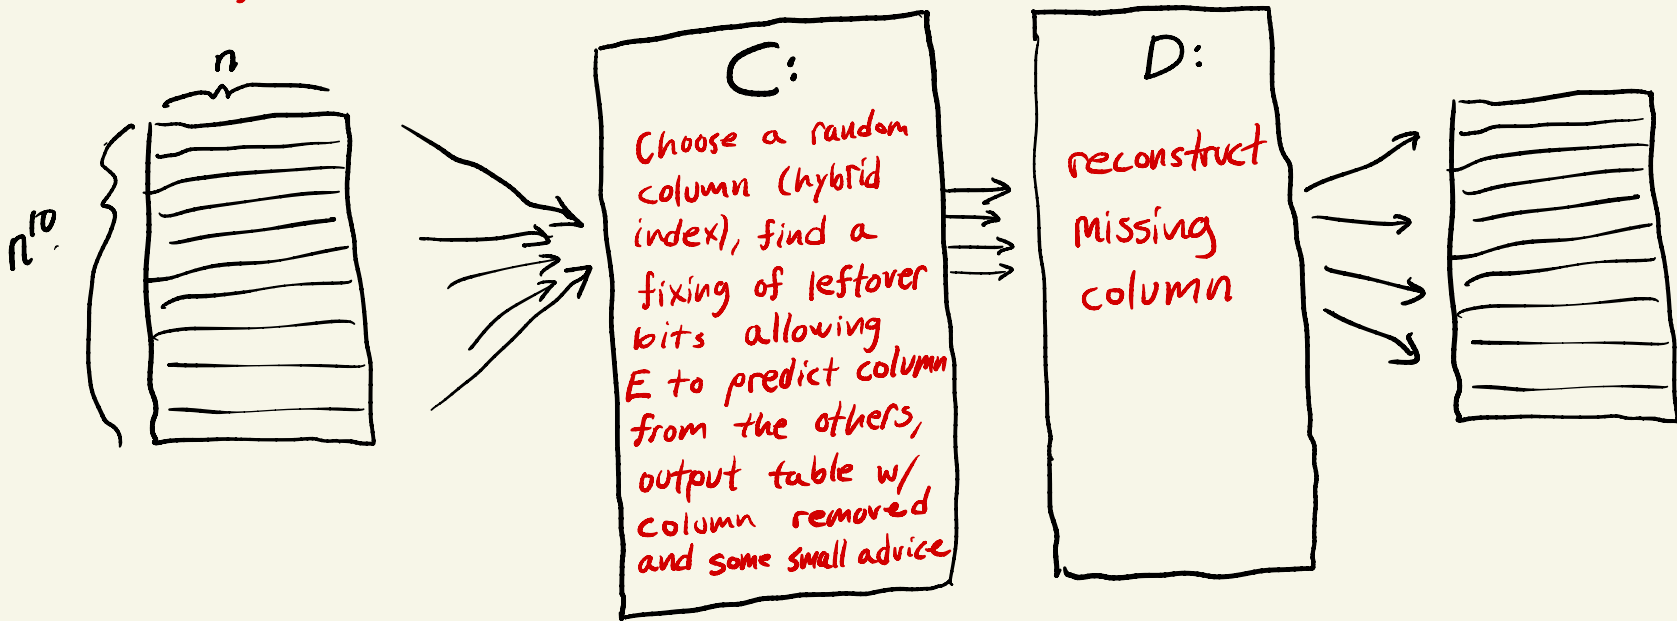 n
n^10
C:
Choose a random
column (hybrid
index), find a
fixing of leftover
bits allowing
E to predict column
from the others,
output table w/
column removed
and some small advice
D:
reconstruct
missing
column